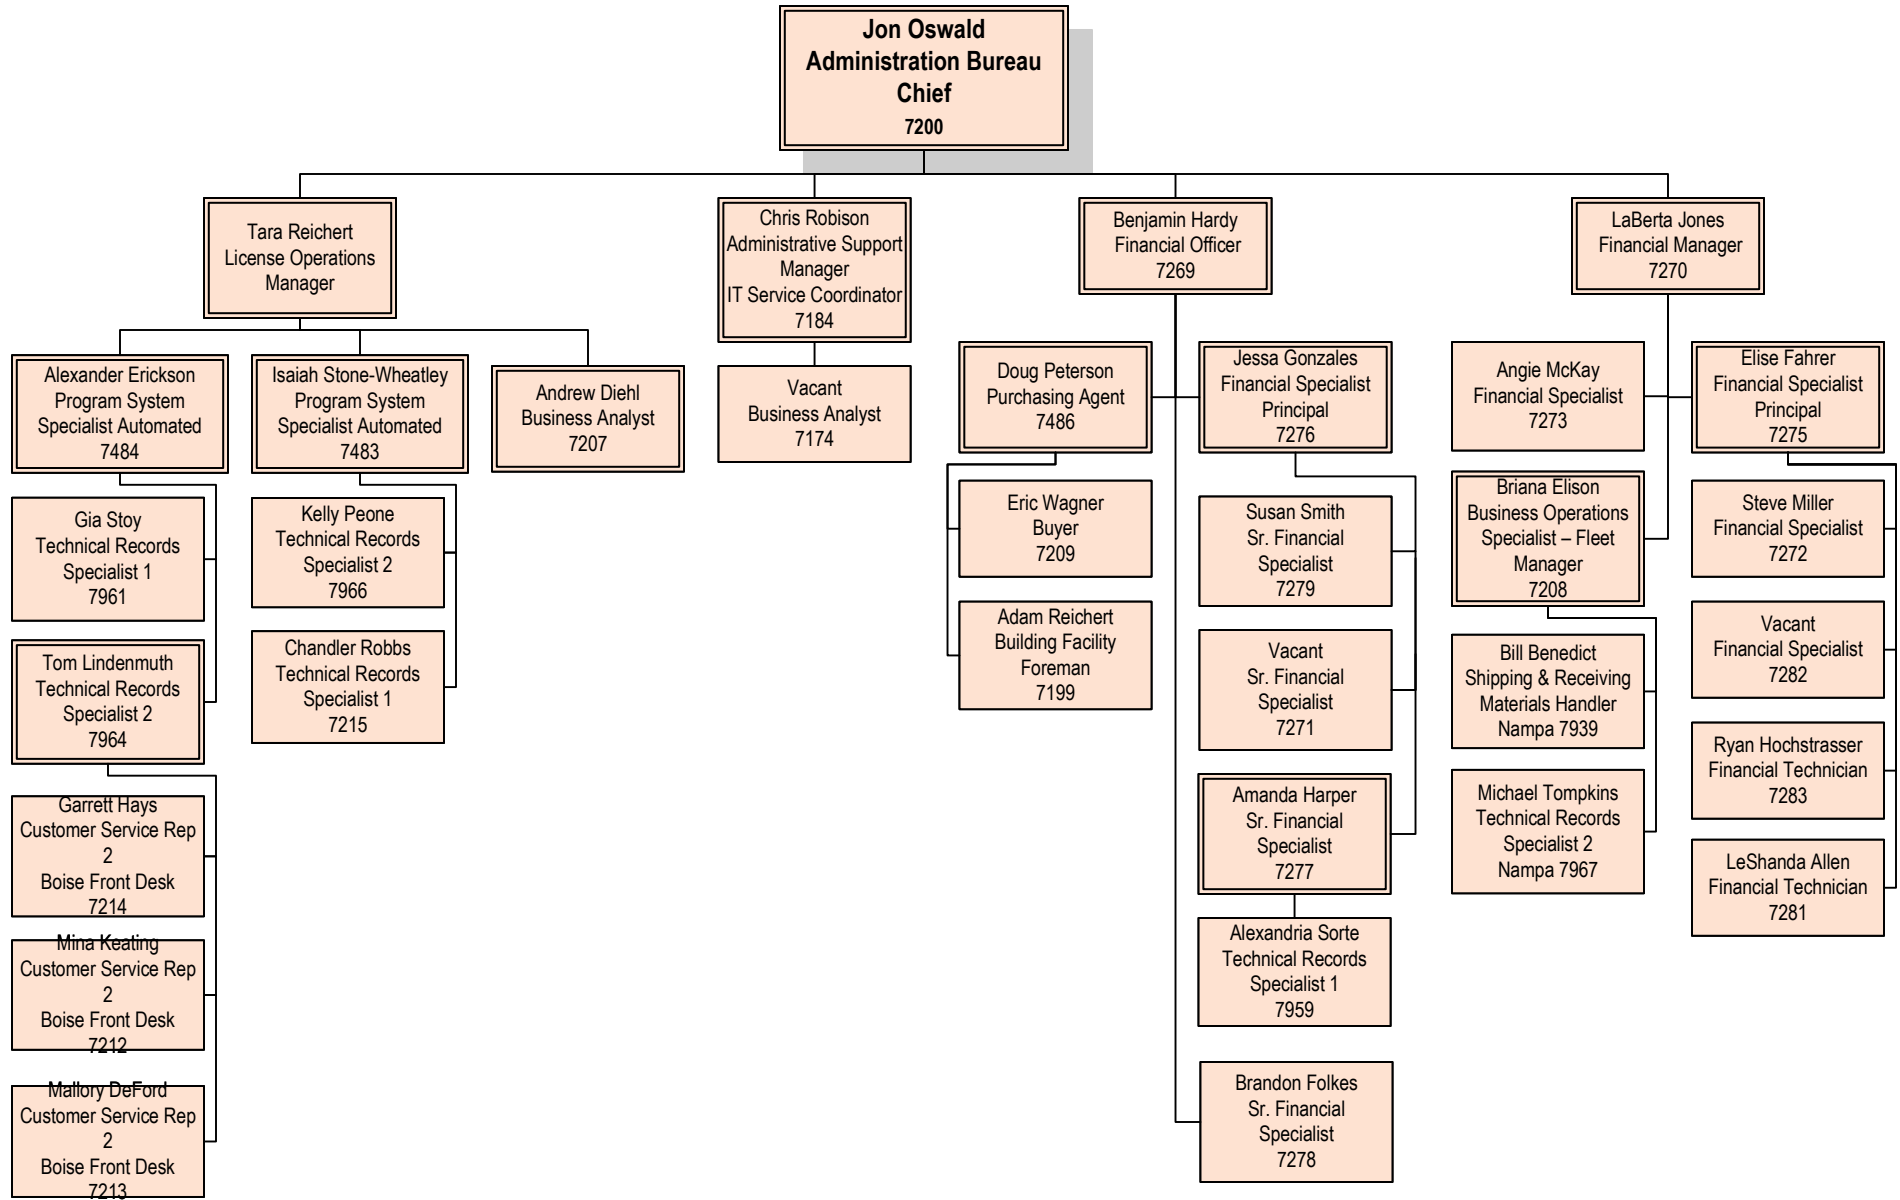 Jon Oswald
Administration Bureau
Chief
7200
Tara Reichert
License Operations
Manager
Chris Robison
Administrative Support
Manager
IT Service Coordinator
7184
Benjamin Hardy
Financial Officer
7269
LaBerta Jones
Financial Manager
7270
Alexander Erickson
Program System
Specialist Automated
7484
Isaiah Stone-Wheatley
Program System
Specialist Automated
7483
Andrew Diehl
Business Analyst
7207
Vacant
Business Analyst
7174
Doug Peterson
Purchasing Agent
7486
Jessa Gonzales
Financial Specialist
Principal
7276
Angie McKay
Financial Specialist
7273
Elise Fahrer
Financial Specialist
Principal
7275
Gia Stoy
Technical Records
Specialist 1
7961
Kelly Peone
Technical Records
Specialist 2
7966
Eric Wagner
Buyer
7209
Susan Smith
Sr. Financial
Specialist
7279
Briana Elison
Business Operations
Specialist – Fleet
Manager
7208
Steve Miller
Financial Specialist
7272
Tom Lindenmuth
Technical Records
Specialist 2
7964
Chandler Robbs
Technical Records
Specialist 1
7215
Adam Reichert
Building Facility
Foreman
7199
Vacant
Sr. Financial
Specialist
7271
Bill Benedict
Shipping & Receiving
Materials Handler
Nampa 7939
Vacant
Financial Specialist
7282
Garrett Hays
Customer Service Rep
2
Boise Front Desk
7214
Amanda Harper
Sr. Financial
Specialist
7277
Michael Tompkins
Technical Records
Specialist 2
Nampa 7967
Ryan Hochstrasser
Financial Technician
7283
LeShanda Allen
Financial Technician
7281
Mina Keating
Customer Service Rep
2
Boise Front Desk
7212
Alexandria Sorte
Technical Records
Specialist 1
7959
Mallory DeFord
Customer Service Rep
2
Boise Front Desk
7213
Brandon Folkes
Sr. Financial
Specialist
7278